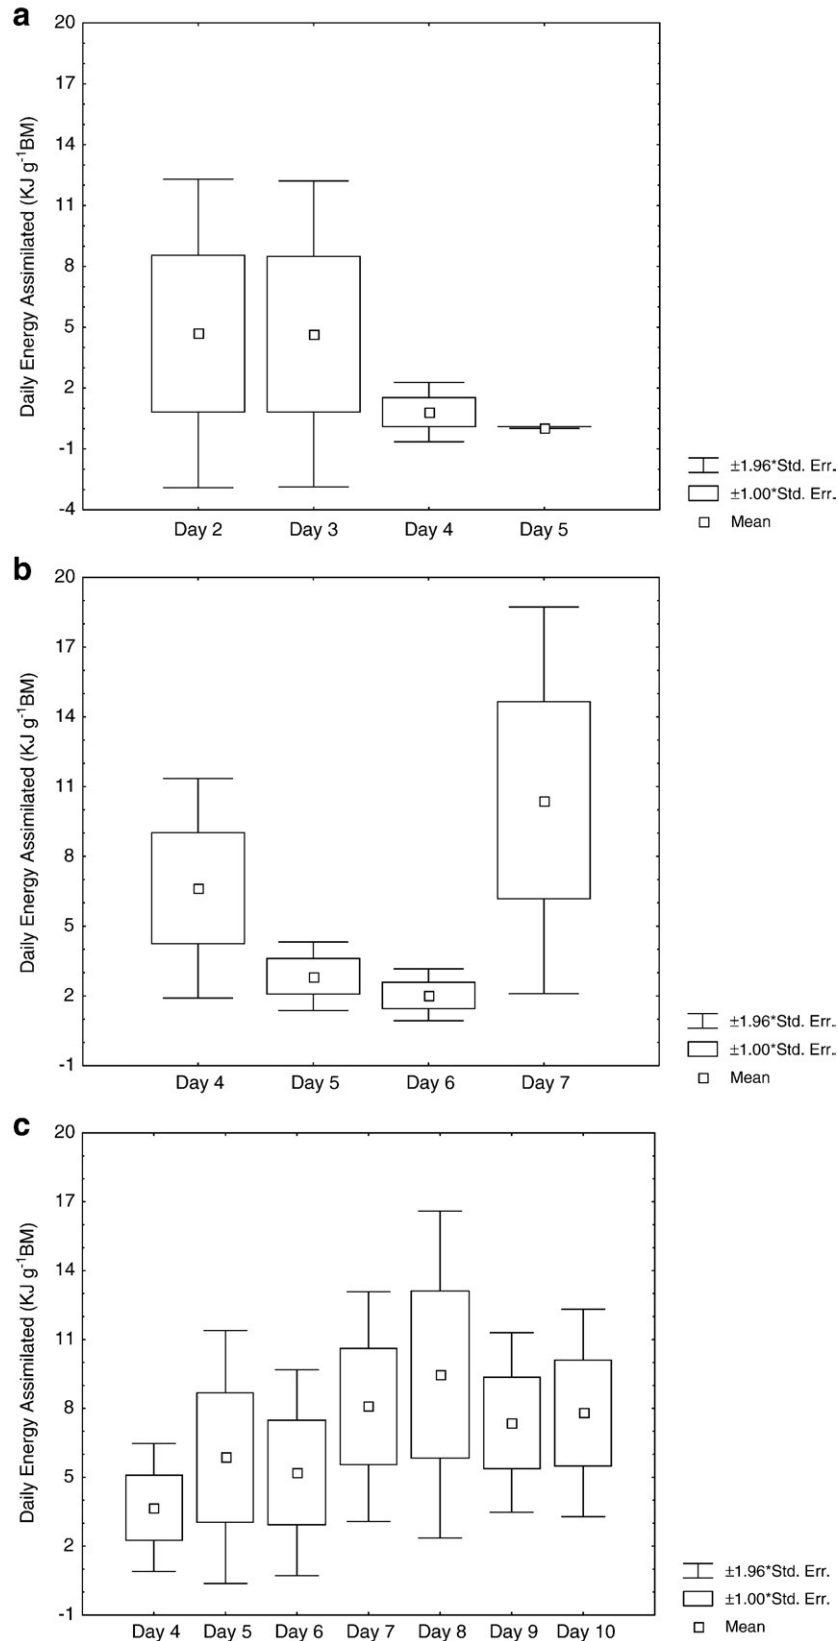 a
20
17
14
11
8
5
2
-1
-4
Daily Energy Assimilated (KJ g⁻¹BM)
Day 2 Day 3 Day 4 Day 5
±1.96*Std. Err.
±1.00*Std. Err.
Mean
b
20
17
14
11
8
5
2
-1
Daily Energy Assimilated (KJ g⁻¹BM)
Day 4 Day 5 Day 6 Day 7
±1.96*Std. Err.
±1.00*Std. Err.
Mean
c
20
17
14
11
8
5
2
-1
Daily Energy Assimilated (KJ g⁻¹BM)
Day 4 Day 5 Day 6 Day 7 Day 8 Day 9 Day 10
±1.96*Std. Err.
±1.00*Std. Err.
Mean